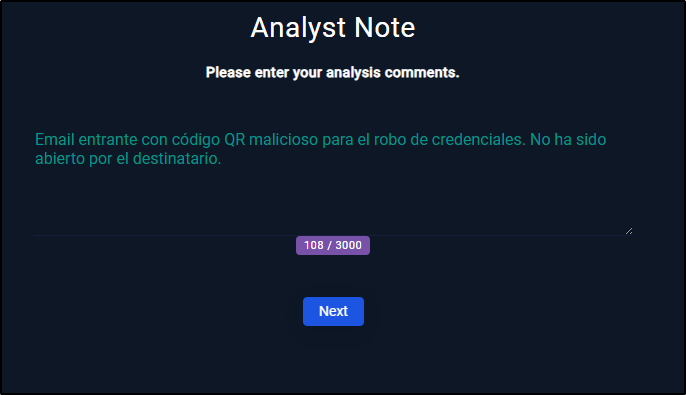 Analyst Note
Please enter your analysis comments.
Email entrante con código QR malicioso para el robo de credenciales. No ha sido
abierto por el destinatario.
108 / 3000
Next